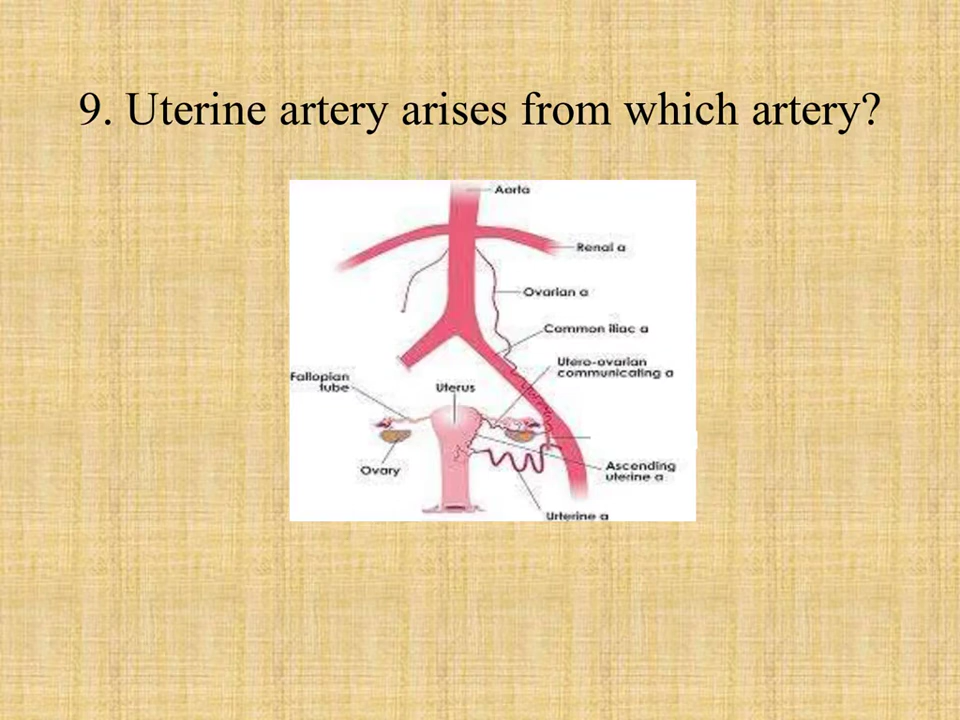 9. Uterine artery arises from which artery?
Aorta
Renal a
Ovarian a
Common iliac a
Utero-ovarian
communicating a
Fallopian
tube
Uterus
Ovary
Ascending
uterine a
Urterine a